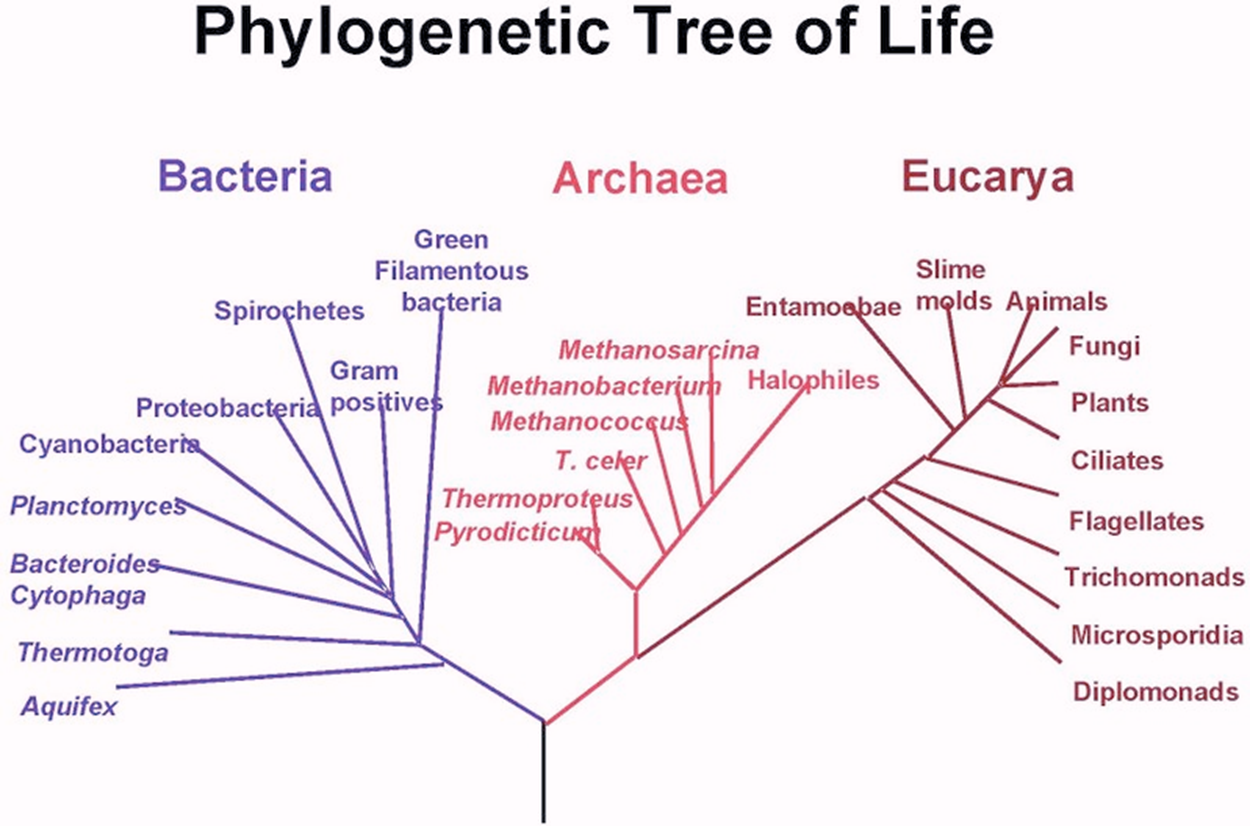 Phylogenetic Tree of Life
Bacteria
Archaea
Eucarya
Green
Filamentous
bacteria
Spirochetes
Gram
positives
Proteobacteria
Cyanobacteria
Planctomyces
Bacteroides
Cytophaga
Thermotoga
Aquifex
Methanosarcina
Methanobacterium
Halophiles
Methanococcus
T. celer
Thermoproteus
Pyrodicticum
Entamoebae
Slime
molds
Animals
Fungi
Plants
Ciliates
Flagellates
Trichomonads
Microsporidia
Diplomonads